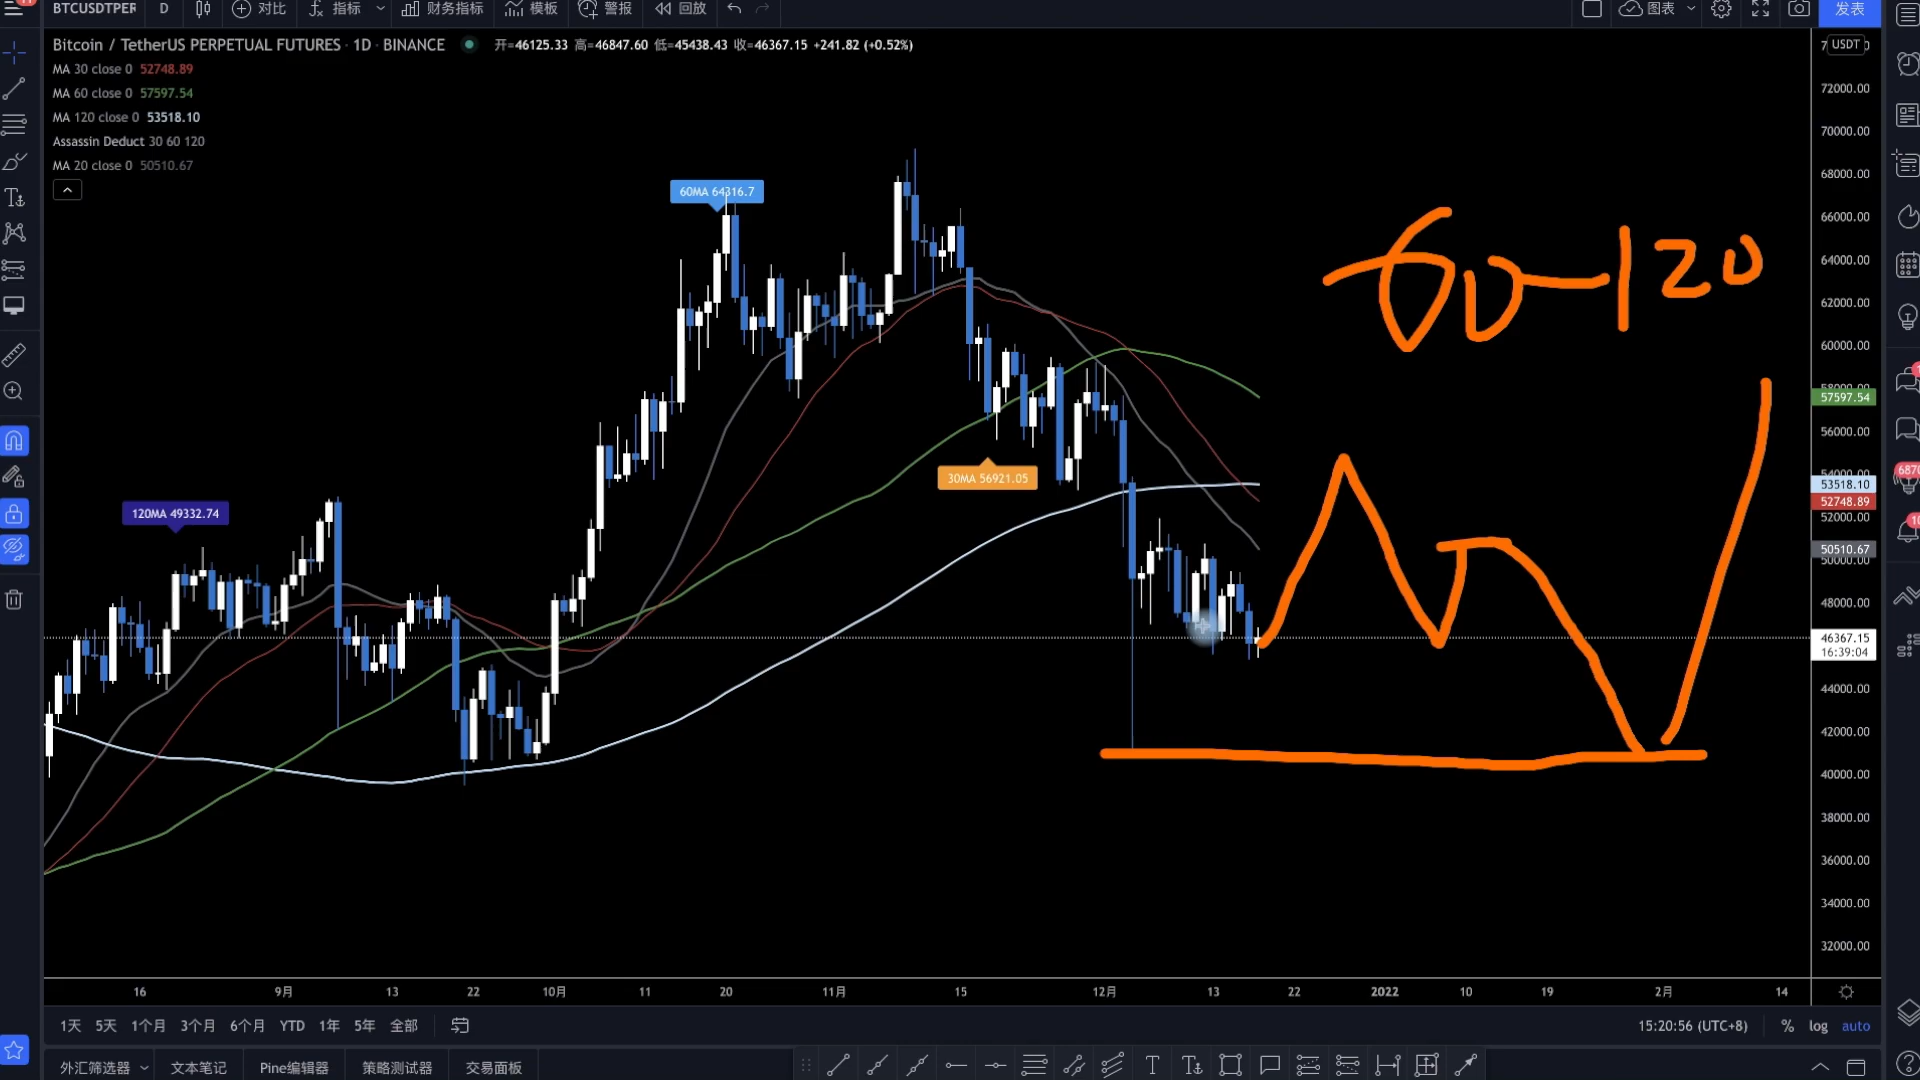 BTCUSDTPER D 对比 指标 财务指标 模板 警报 回放 图表 发表
Bitcoin / TetherUS PERPETUAL FUTURES · 1D · BINANCE 开=46125.33 高=46847.60 低=45438.43 收=46367.15 +241.82 (+0.52%)
MA 30 close 0 52748.89
MA 60 close 0 57597.54
MA 120 close 0 53518.10
Assassin Deduct 30 60 120
MA 20 close 0 50510.67
60MA 64316.7
30MA 56921.05
120MA 49332.74
60-120
USDT
72000.00
70000.00
68000.00
66000.00
64000.00
62000.00
60000.00
58000.00
57597.54
56000.00
54000.00
53518.10
52748.89
52000.00
50510.67
50000.00
48000.00
46367.15
16:39:04
44000.00
42000.00
40000.00
38000.00
36000.00
34000.00
32000.00
16 9月 13 22 10月 11 20 11月 15 12月 13 22 2022 10 19 2月 14
1天 5天 1个月 3个月 6个月 YTD 1年 5年 全部 15:20:56 (UTC+8) % log auto
外汇筛选器 文本笔记 Pine编辑器 策略测试器 交易面板